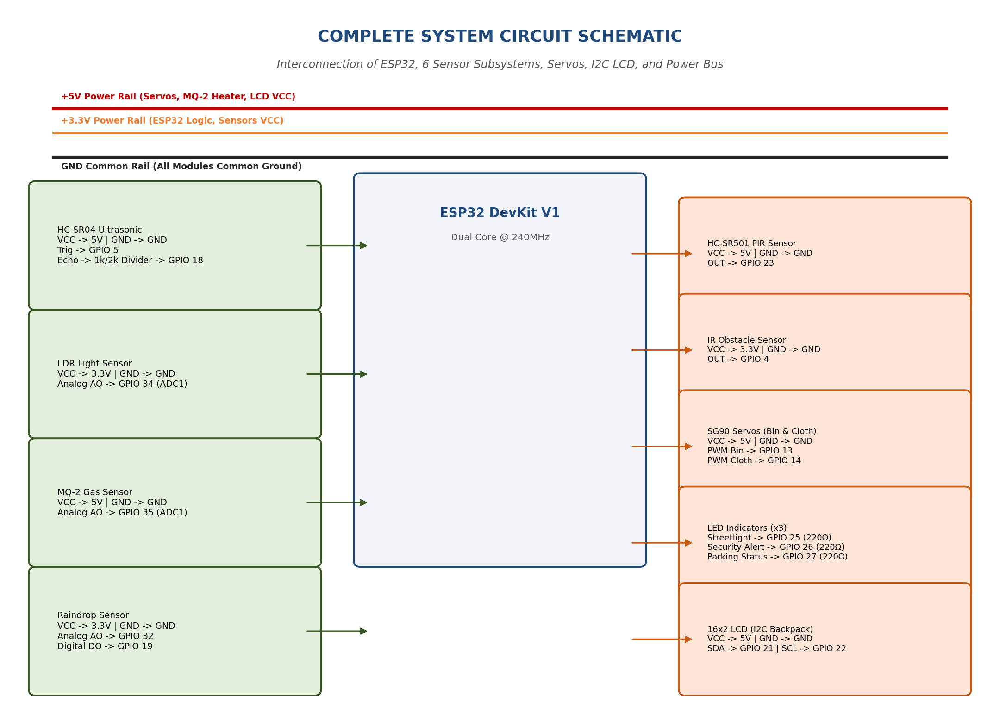 COMPLETE SYSTEM CIRCUIT SCHEMATIC
Interconnection of ESP32, 6 Sensor Subsystems, Servos, I2C LCD, and Power Bus
+5V Power Rail (Servos, MQ-2 Heater, LCD VCC)
+3.3V Power Rail (ESP32 Logic, Sensors VCC)
GND Common Rail (All Modules Common Ground)
HC-SR04 Ultrasonic
VCC -> 5V | GND -> GND
Trig -> GPIO 5
Echo -> 1k/2k Divider -> GPIO 18
LDR Light Sensor
VCC -> 3.3V | GND -> GND
Analog AO -> GPIO 34 (ADC1)
MQ-2 Gas Sensor
VCC -> 5V | GND -> GND
Analog AO -> GPIO 35 (ADC1)
Raindrop Sensor
VCC -> 3.3V | GND -> GND
Analog AO -> GPIO 32
Digital DO -> GPIO 19
ESP32 DevKit V1
Dual Core @ 240MHz
HC-SR501 PIR Sensor
VCC -> 5V | GND -> GND
OUT -> GPIO 23
IR Obstacle Sensor
VCC -> 3.3V | GND -> GND
OUT -> GPIO 4
SG90 Servos (Bin & Cloth)
VCC -> 5V | GND -> GND
PWM Bin -> GPIO 13
PWM Cloth -> GPIO 14
LED Indicators (x3)
Streetlight -> GPIO 25 (220Ω)
Security Alert -> GPIO 26 (220Ω)
Parking Status -> GPIO 27 (220Ω)
16x2 LCD (I2C Backpack)
VCC -> 5V | GND -> GND
SDA -> GPIO 21 | SCL -> GPIO 22